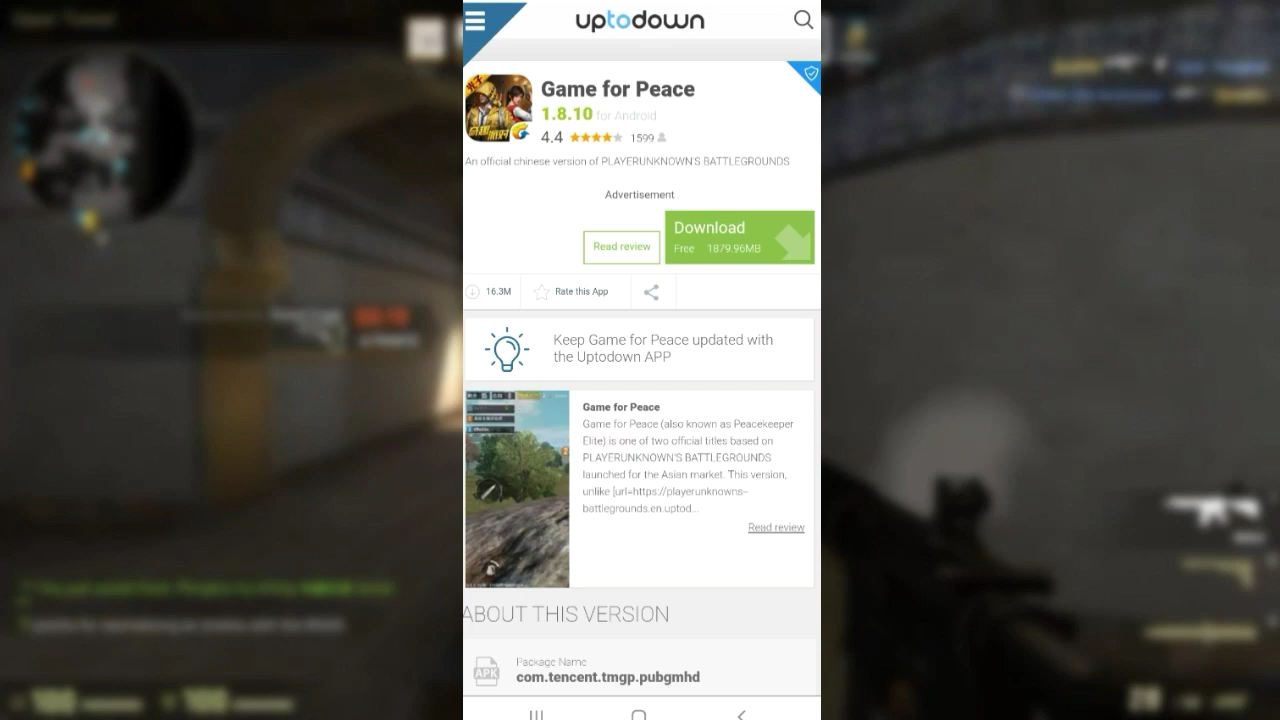 uptodown
Game for Peace
1.8.10 for Android
4.4 1599
An official chinese version of PLAYERUNKNOWN'S BATTLEGROUNDS
Advertisement
Read review
Download
Free 1879.96MB
16.3M Rate this App
Keep Game for Peace updated with
the Uptodown APP
Game for Peace
Game for Peace (also known as Peacekeeper
Elite) is one of two official titles based on
PLAYERUNKNOWN'S BATTLEGROUNDS
launched for the Asian market. This version,
unlike [url=https://playerunknowns-
battlegrounds.en.uptod...
Read review
ABOUT THIS VERSION
APK
Package Name
com.tencent.tmgp.pubgmhd